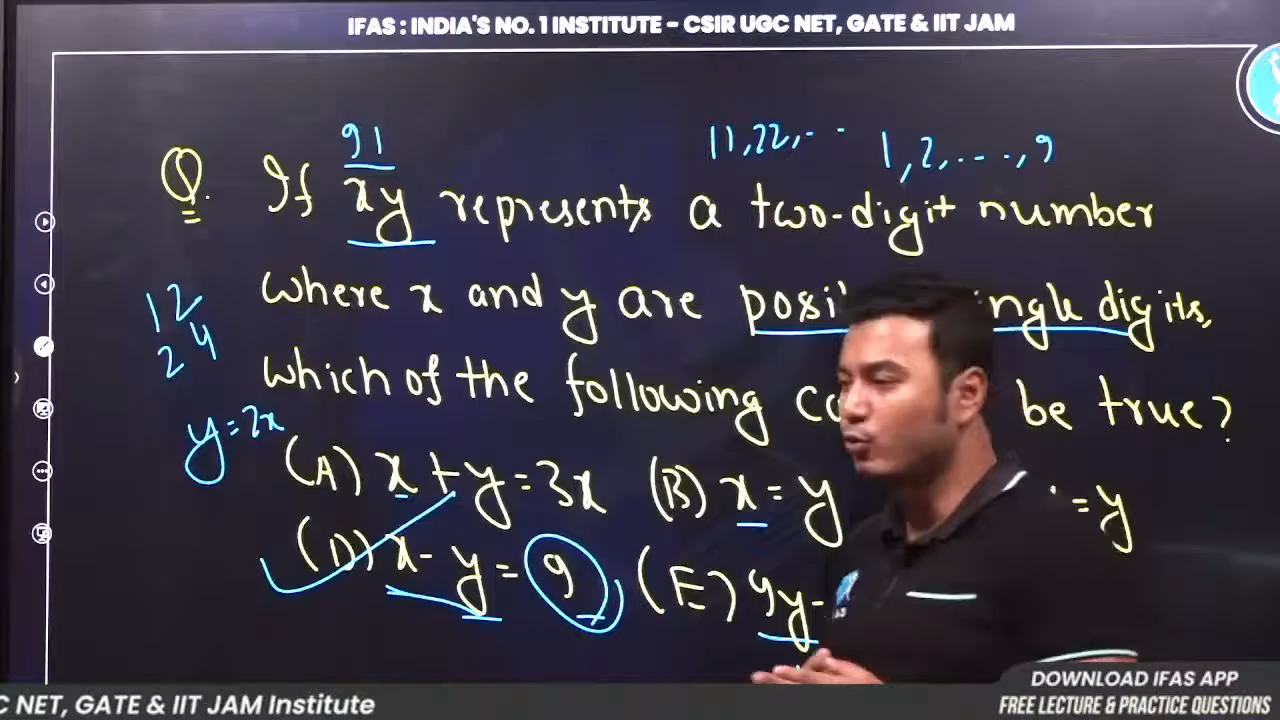 IFAS : INDIA'S NO. 1 INSTITUTE - CSIR UGC NET, GATE & IIT JAM
91
11, 22, .. 1, 2, ...., 9
Q. If xy represents a two-digit number
where x and y are posi ngle digits,
12
24
which of the following be true?
y = 2x
(A) x + y = 3x (B) x = y = y
(D) x - y = 9 (E) 9y -
DOWNLOAD IFAS APP
FREE LECTURE & PRACTICE QUESTIONS
C NET, GATE & IIT JAM Institute